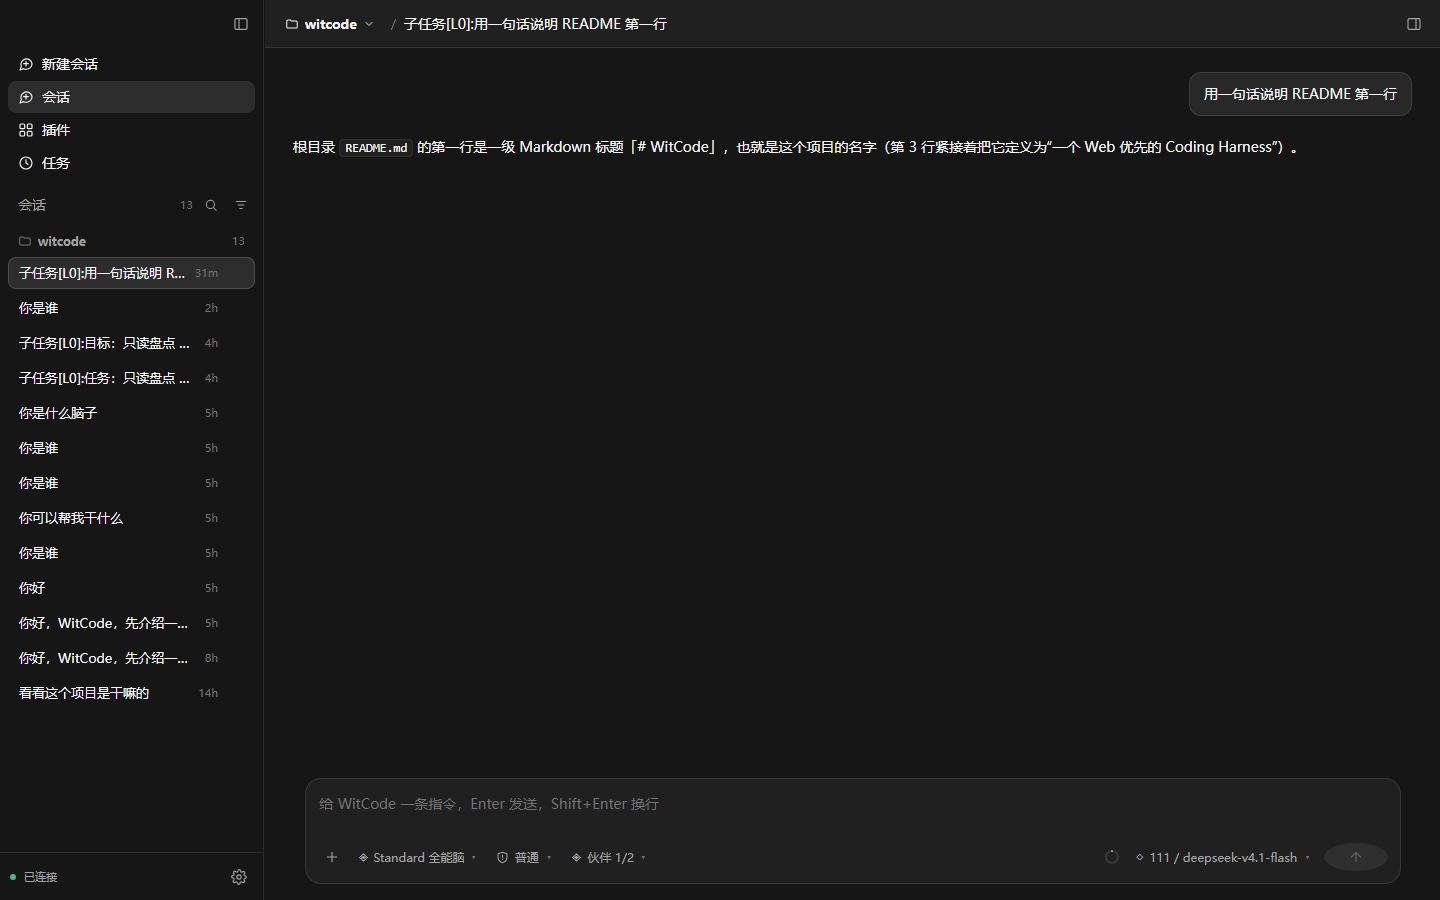 witcode / 子任务[L0]:用一句话说明 README 第一行
新建会话
会话
插件
任务
会话 13
witcode 13
子任务[L0]:用一句话说明 R... 31m
你是谁 2h
子任务[L0]:目标：只读盘点 ... 4h
子任务[L0]:任务：只读盘点 ... 4h
你是什么脑子 5h
你是谁 5h
你是谁 5h
你可以帮我干什么 5h
你是谁 5h
你好 5h
你好，WitCode，先介绍一... 5h
你好，WitCode，先介绍一... 8h
看看这个项目是干嘛的 14h
已连接
用一句话说明 README 第一行
根目录 README.md 的第一行是一级 Markdown 标题「# WitCode」，也就是这个项目的名字（第 3 行紧接着把它定义为“一个 Web 优先的 Coding Harness”）。
给 WitCode 一条指令，Enter 发送，Shift+Enter 换行
Standard 全能脑 普通 伙伴 1/2 111 / deepseek-v4.1-flash